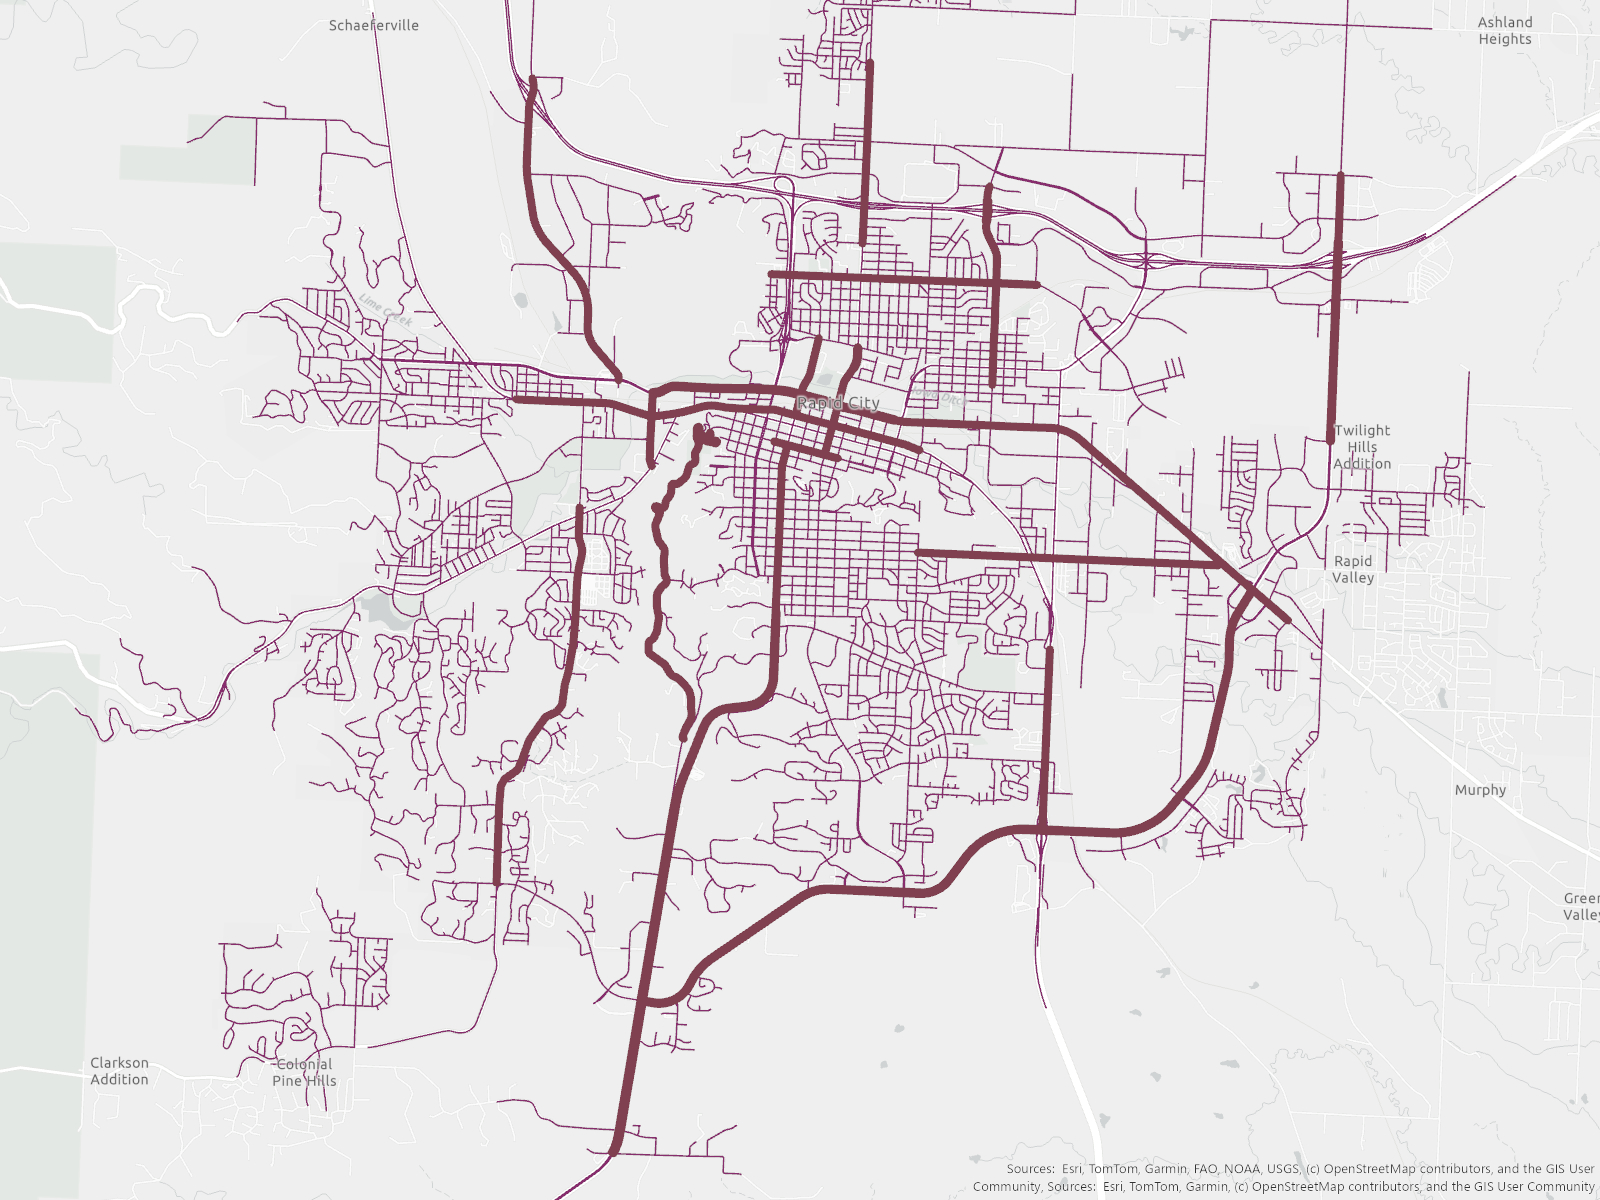 Schaeferville
Ashland
Heights
Lime Creek
Rapid City
Ditch
Twilight
Hills
Addition
Rapid
Valley
Murphy
Green
Valley
Clarkson
Addition
Colonial
Pine Hills
Sources: Esri, TomTom, Garmin, FAO, NOAA, USGS, (c) OpenStreetMap contributors, and the GIS User
Community, Sources: Esri, TomTom, Garmin, (c) OpenStreetMap contributors, and the GIS User Community